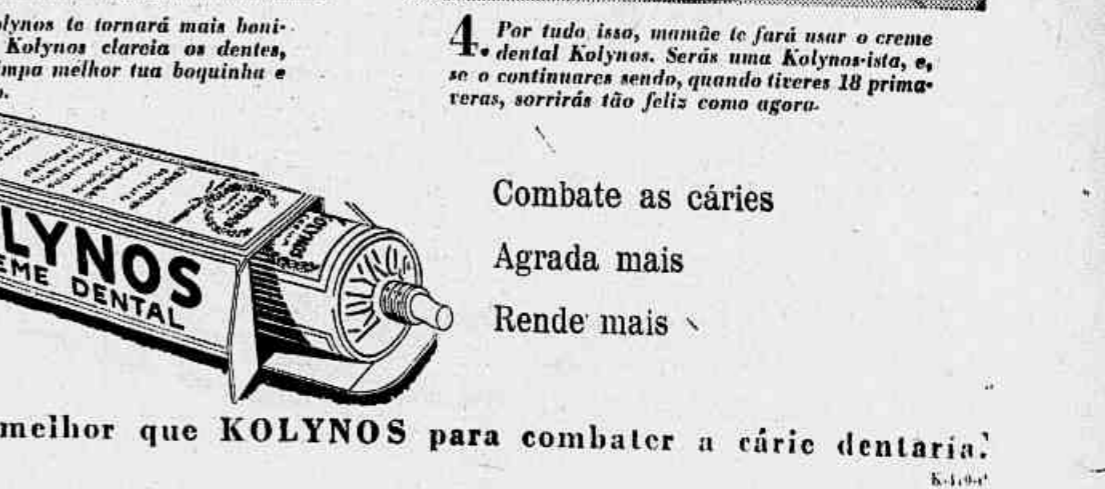 lynos te tornará mais boni-
Kolynos clareia os dentes,
mpa melhor tua boquinha e
o.
4. Por tudo isso, mamãe te fará usar o creme
dental Kolynos. Serás uma Kolynos-ista, e,
se o continuares sendo, quando tiveres 18 prima-
veras, sorrirás tão feliz como agora.
Combate as cáries
Agrada mais
Rende mais
LYNOS
EME DENTAL
melhor que KOLYNOS para combater a cárie dentaria!